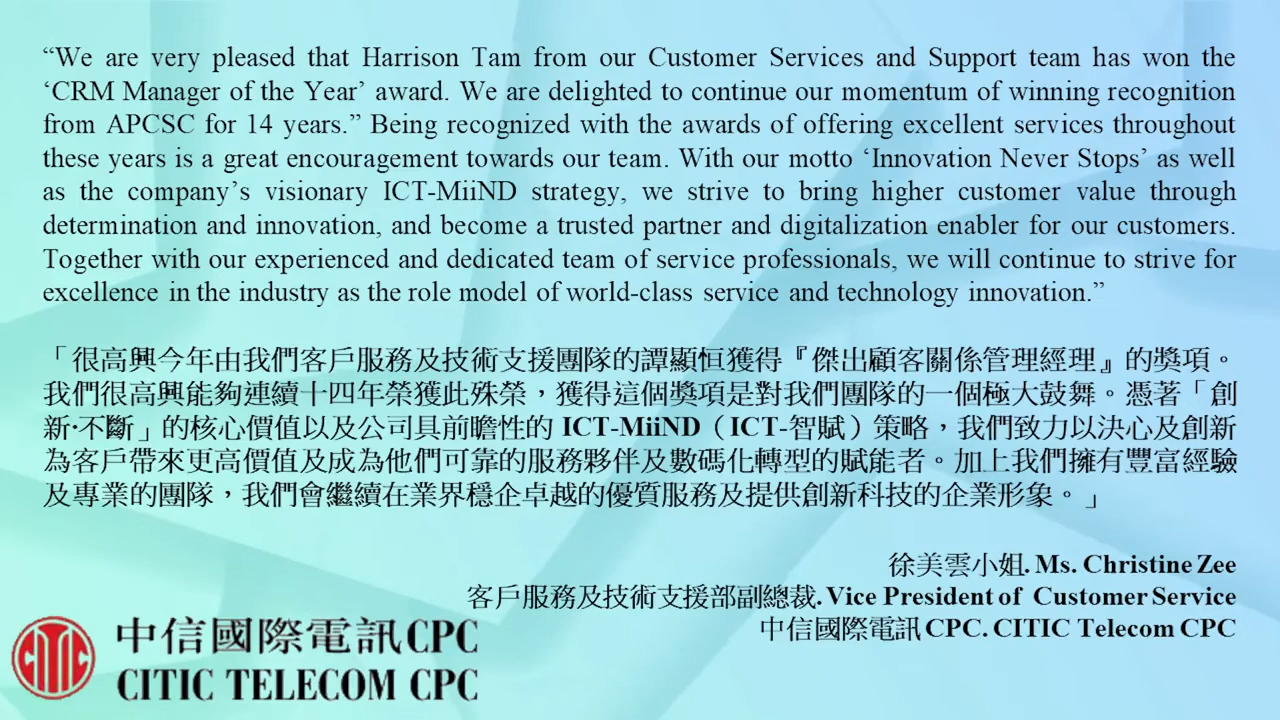 “We are very pleased that Harrison Tam from our Customer Services and Support team has won the
‘CRM Manager of the Year’ award. We are delighted to continue our momentum of winning recognition
from APCSC for 14 years.” Being recognized with the awards of offering excellent services throughout
these years is a great encouragement towards our team. With our motto ‘Innovation Never Stops’ as well
as the company’s visionary ICT-MiiND strategy, we strive to bring higher customer value through
determination and innovation, and become a trusted partner and digitalization enabler for our customers.
Together with our experienced and dedicated team of service professionals, we will continue to strive for
excellence in the industry as the role model of world-class service and technology innovation.”
「很高興今年由我們客戶服務及技術支援團隊的譚顯恒獲得『傑出顧客關係管理經理』的獎項。
我們很高興能夠連續十四年榮獲此殊榮，獲得這個獎項是對我們團隊的一個極大鼓舞。憑著「創
新·不斷」的核心價值以及公司具前瞻性的 ICT-MiiND（ICT-智賦）策略，我們致力以決心及創新
為客戶帶來更高價值及成為他們可靠的服務夥伴及數碼化轉型的賦能者。加上我們擁有豐富經驗
及專業的團隊，我們會繼續在業界穩企卓越的優質服務及提供創新科技的企業形象。」
徐美雲小姐. Ms. Christine Zee
客戶服務及技術支援部副總裁. Vice President of Customer Service
中信國際電訊 CPC. CITIC Telecom CPC
CITIC
中信國際電訊CPC
CITIC TELECOM CPC